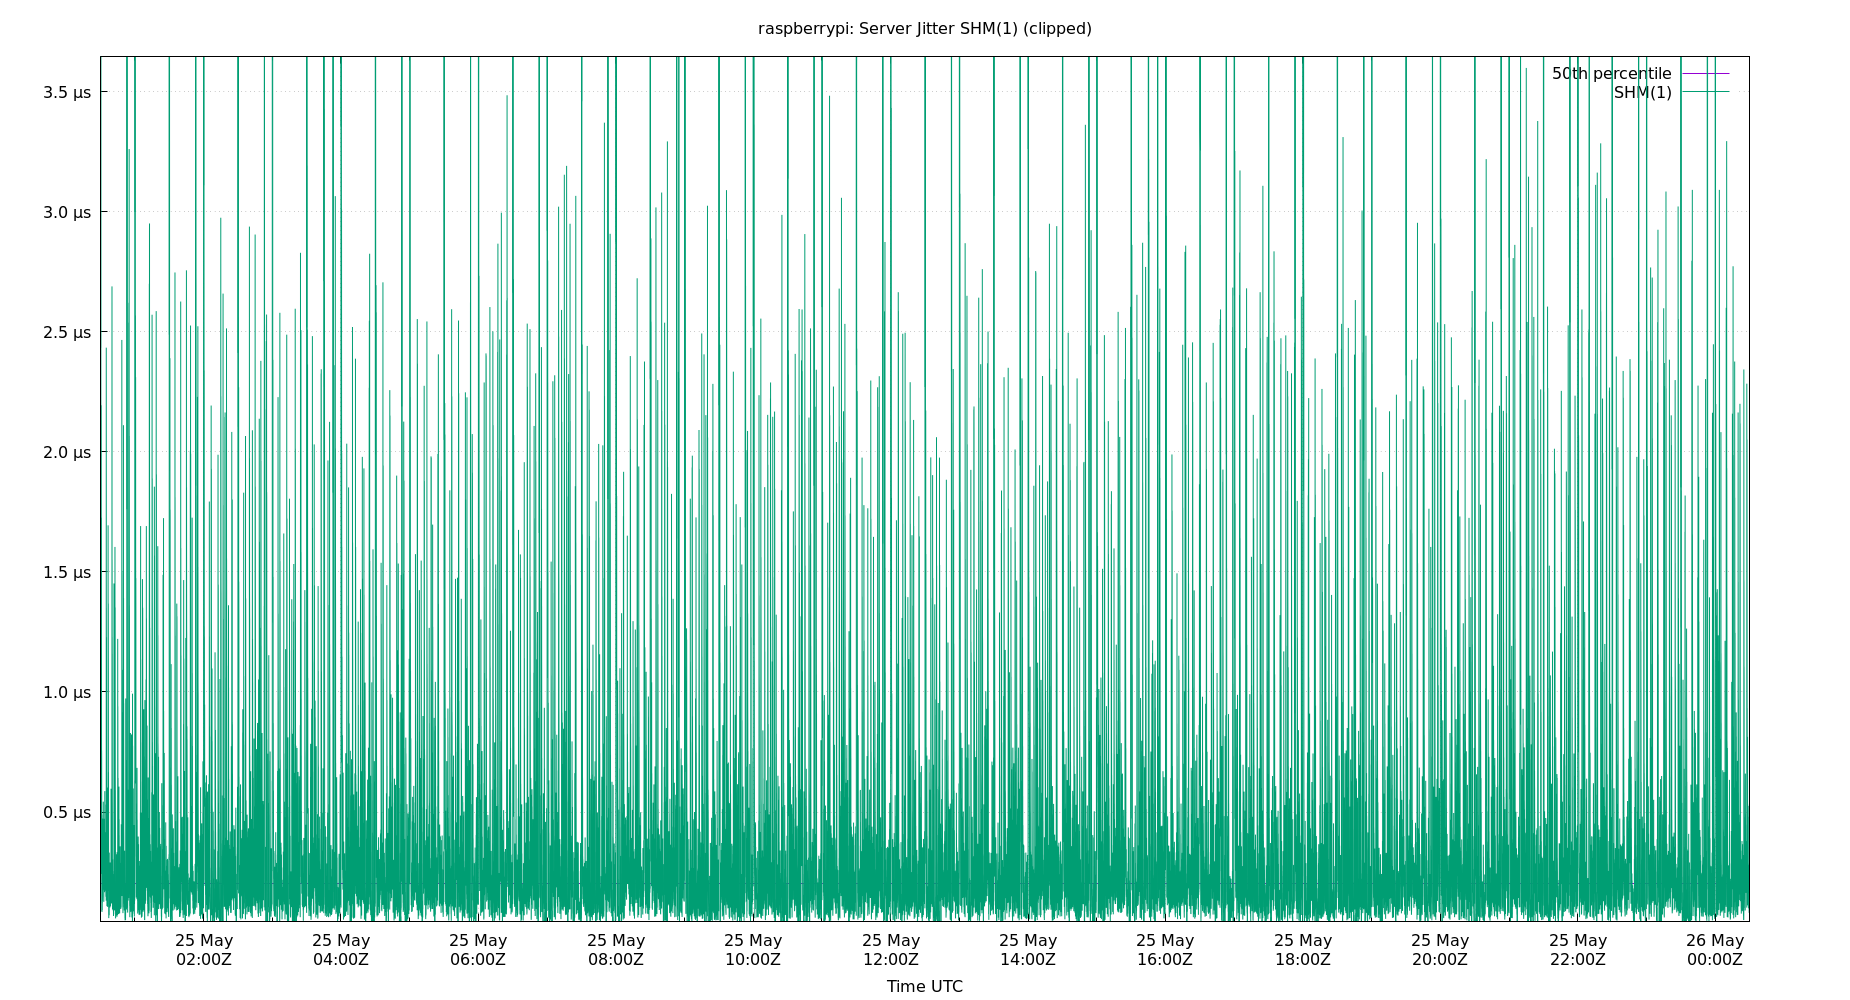 raspberrypi: Server Jitter SHM(1) (clipped)
50th percentile
SHM(1)
3.5 µs
3.0 µs
2.5 µs
2.0 µs
1.5 µs
1.0 µs
0.5 µs
25 May 25 May 25 May 25 May 25 May 25 May 25 May 25 May 25 May 25 May 25 May 26 May
02:00Z 04:00Z 06:00Z 08:00Z 10:00Z 12:00Z 14:00Z 16:00Z 18:00Z 20:00Z 22:00Z 00:00Z
Time UTC